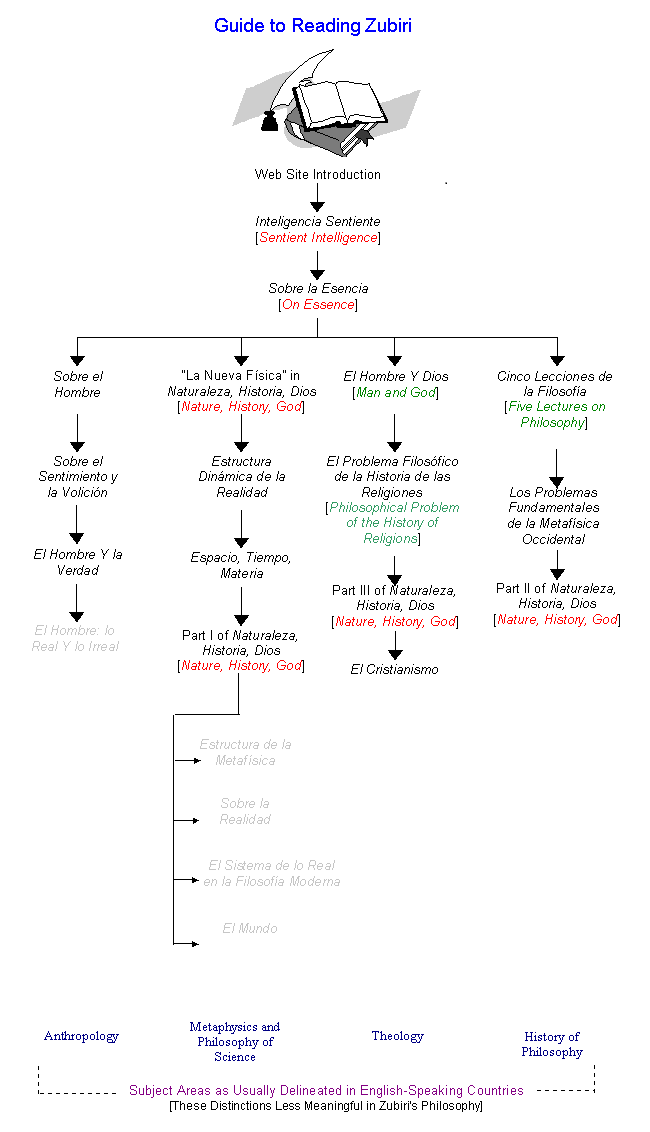 Guide to Reading Zubiri
Web Site Introduction
Inteligencia Sentiente
[Sentient Intelligence]
Sobre la Esencia
[On Essence]
Sobre el
Hombre
Sobre el
Sentimiento y
la Volición
El Hombre Y la
Verdad
El Hombre: lo
Real Y lo Irreal
"La Nueva Física" in
Naturaleza, Historia, Dios
[Nature, History, God]
Estructura
Dinámica de la
Realidad
Espacio, Tiempo,
Materia
Part I of Naturaleza,
Historia, Dios
[Nature, History, God]
Estructura de la
Metafísica
Sobre la
Realidad
El Sistema de lo Real
en la Filosofía Moderna
El Mundo
El Hombre Y Dios
[Man and God]
El Problema Filosófico
de la Historia de las
Religiones
[Philosophical Problem
of the History of
Religions]
Part III of Naturaleza,
Historia, Dios
[Nature, History, God]
El Cristianismo
Cinco Lecciones de
la Filosofía
[Five Lectures on
Philosophy]
Los Problemas
Fundamentales
de la Metafísica
Occidental
Part II of Naturaleza,
Historia, Dios
[Nature, History, God]
Anthropology
Metaphysics and
Philosophy of
Science
Theology
History of
Philosophy
Subject Areas as Usually Delineated in English-Speaking Countries
[These Distinctions Less Meaningful in Zubiri's Philosophy]